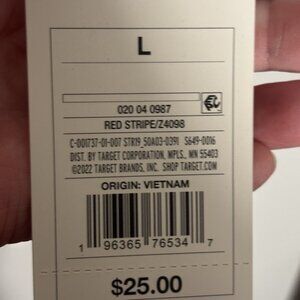 L
020 04 0987
RED STRIPE/Z4098
C-001737-01-007 STR19_50A03-0391 S649-0016
DIST. BY TARGET CORPORATION, MPLS., MN 55403
©2022 TARGET BRANDS, INC. SHOP TARGET.COM
ORIGIN: VIETNAM
1 96365 76534 7
$25.00